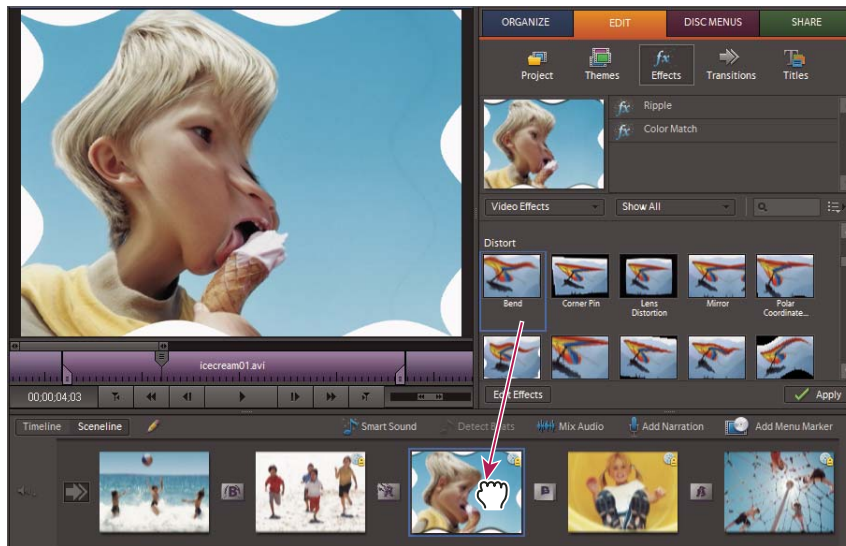 ORGANIZE EDIT DISC MENUS SHARE
Project Themes Effects Transitions Titles
fx Ripple
fx Color Match
Video Effects Show All
Distort
Bend Corner Pin Lens Distortion Mirror Polar Coordinate...
icecream01.avi
00;00;04;03
Edit Effects Apply
Timeline Sceneline Smart Sound Detect Beats Mix Audio Add Narration Add Menu Marker